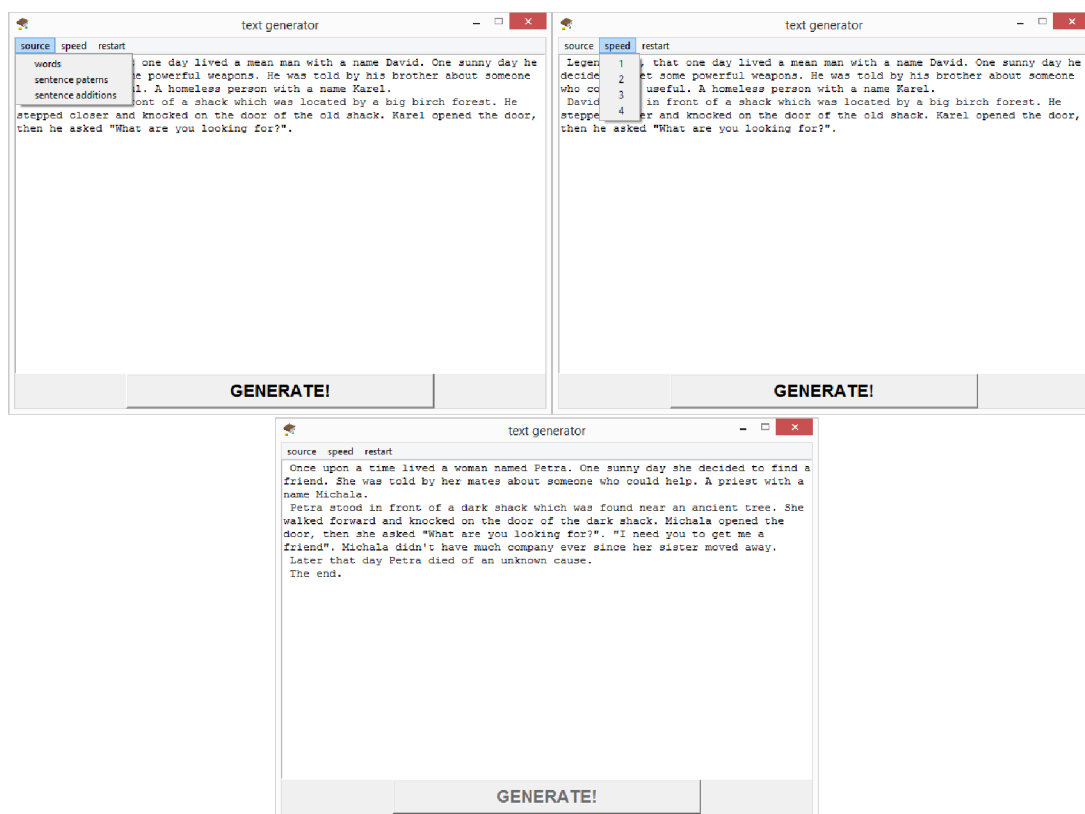 text generator
source speed restart
words
sentence paterns
sentence additions
one day lived a mean man with a name David. One sunny day he
powerful weapons. He was told by his brother about someone
A homeless person with a name Karel.
front of a shack which was located by a big birch forest. He
stepped closer and knocked on the door of the old shack. Karel opened the door,
then he asked "What are you looking for?".
GENERATE!
text generator
source speed restart
1
2
3
4
Legen , that one day lived a mean man with a name David. One sunny day he
decide et some powerful weapons. He was told by his brother about someone
who co useful. A homeless person with a name Karel.
David in front of a shack which was located by a big birch forest. He
steppe er and knocked on the door of the old shack. Karel opened the door,
then he asked "What are you looking for?".
GENERATE!
text generator
source speed restart
Once upon a time lived a woman named Petra. One sunny day she decided to find a
friend. She was told by her mates about someone who could help. A priest with a
name Michala.
Petra stood in front of a dark shack which was found near an ancient tree. She
walked forward and knocked on the door of the dark shack. Michala opened the
door, then she asked "What are you looking for?". "I need you to get me a
friend". Michala didn't have much company ever since her sister moved away.
Later that day Petra died of an unknown cause.
The end.
GENERATE!